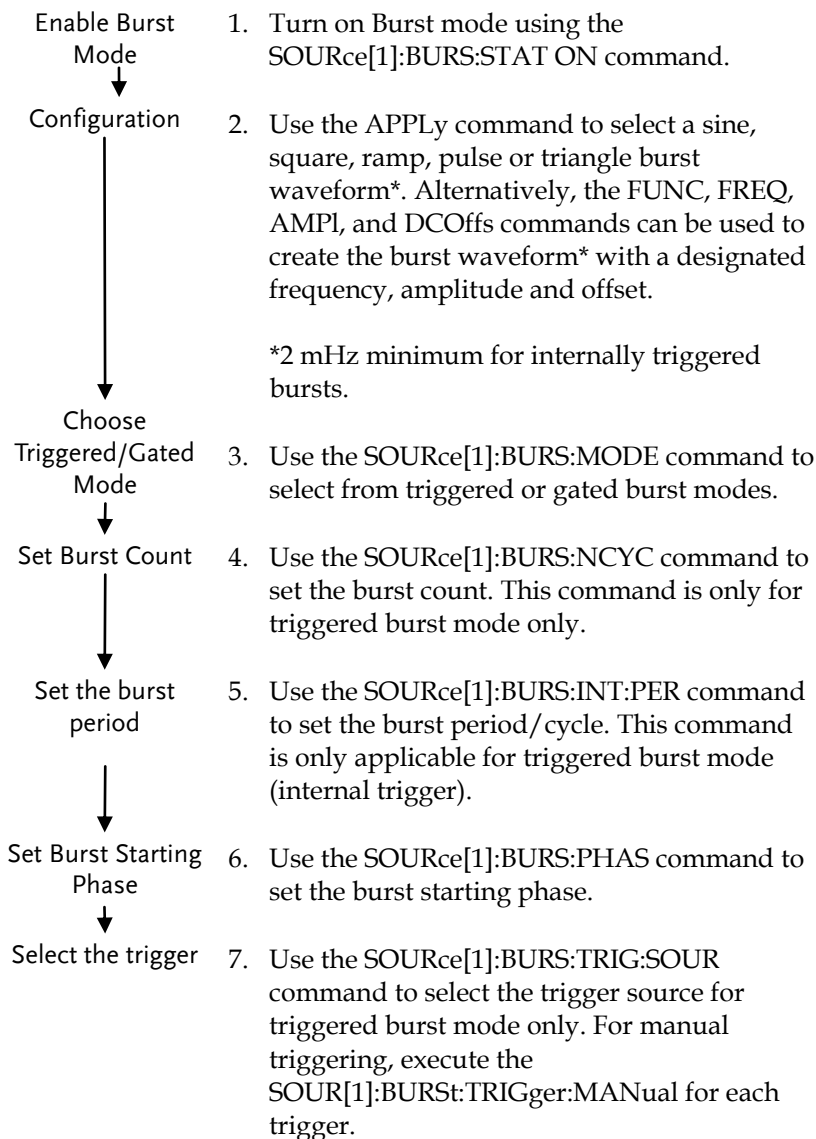 Enable Burst
Mode
1. Turn on Burst mode using the
SOURce[1]:BURS:STAT ON command.
Configuration
2. Use the APPLy command to select a sine,
square, ramp, pulse or triangle burst
waveform*. Alternatively, the FUNC, FREQ,
AMPl, and DCOffs commands can be used to
create the burst waveform* with a designated
frequency, amplitude and offset.
*2 mHz minimum for internally triggered
bursts.
Choose
Triggered/Gated
Mode
3. Use the SOURce[1]:BURS:MODE command to
select from triggered or gated burst modes.
Set Burst Count
4. Use the SOURce[1]:BURS:NCYC command to
set the burst count. This command is only for
triggered burst mode only.
Set the burst
period
5. Use the SOURce[1]:BURS:INT:PER command
to set the burst period/cycle. This command
is only applicable for triggered burst mode
(internal trigger).
Set Burst Starting
Phase
6. Use the SOURce[1]:BURS:PHAS command to
set the burst starting phase.
Select the trigger
7. Use the SOURce[1]:BURS:TRIG:SOUR
command to select the trigger source for
triggered burst mode only. For manual
triggering, execute the
SOUR[1]:BURSt:TRIGger:MANual for each
trigger.